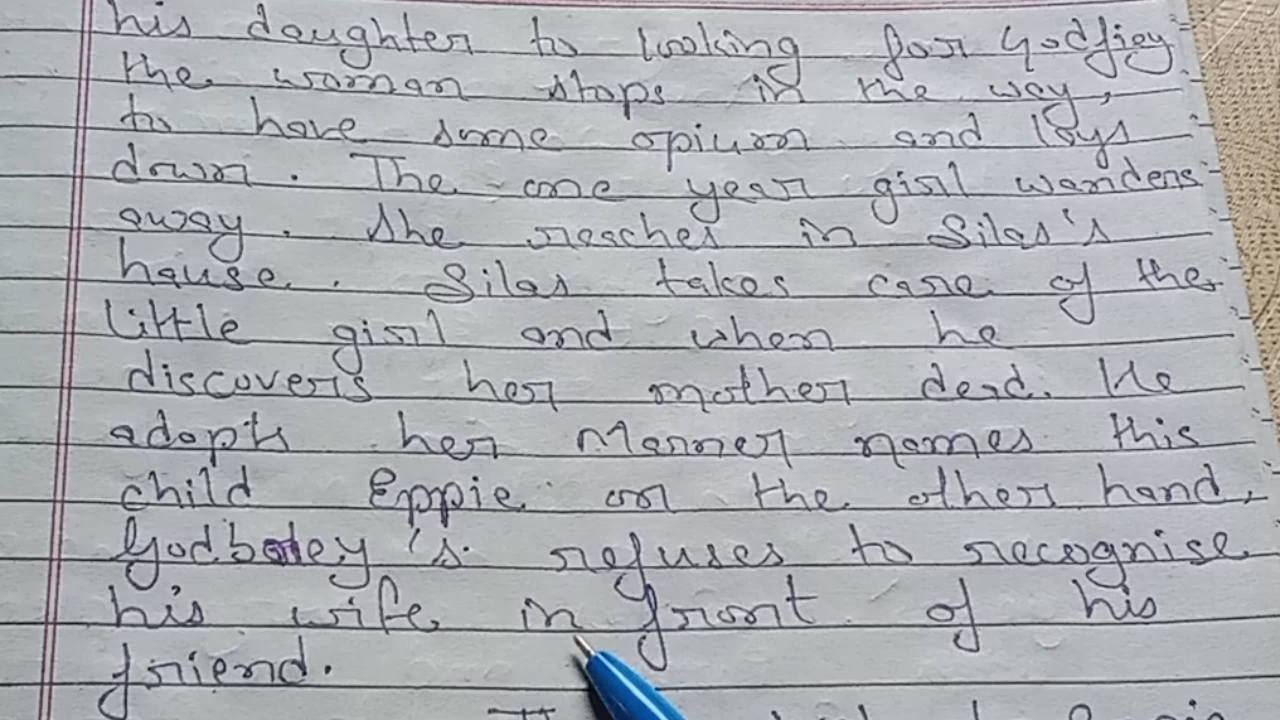 his daughter to looking for Godfiey
the woman stops in the way,
to have some opium and lays
down. The one year girl wanders
away. She reaches in Silas's
hause. Silas takes care of the
little girl and when he
discovers her mother dead. He
adopts her Marner names this
child Eppie on the other hand,
Godboley's refuses to recognise
his wife in front of his
friend.